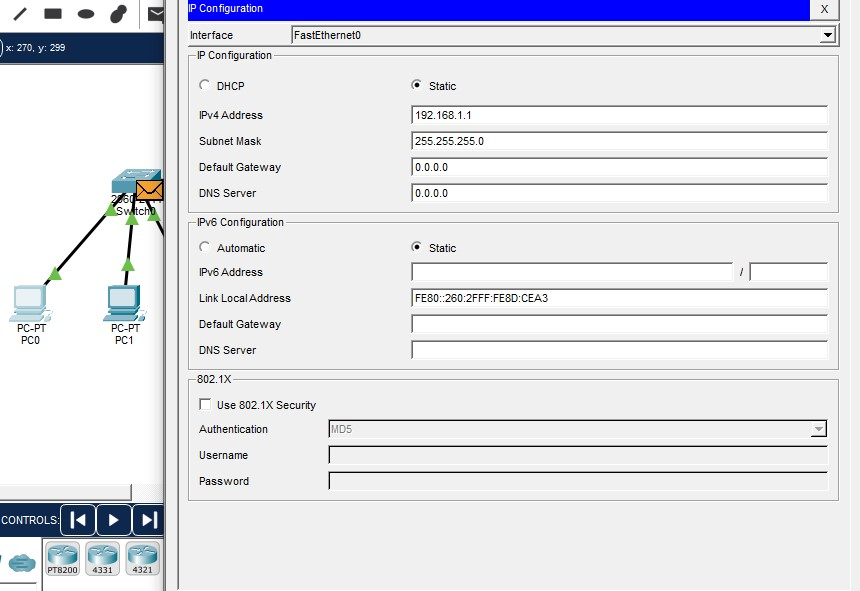 IP Configuration
X
x: 270, y: 299
Interface
FastEthernet0
IP Configuration
DHCP
Static
IPv4 Address
192.168.1.1
Subnet Mask
255.255.255.0
Default Gateway
0.0.0.0
DNS Server
0.0.0.0
Switch0
IPv6 Configuration
Automatic
Static
IPv6 Address
/
Link Local Address
FE80::260:2FFF:FE8D:CEA3
Default Gateway
DNS Server
PC-PT
PC0
PC-PT
PC1
802.1X
Use 802.1X Security
Authentication
MD5
Username
Password
CONTROLS:
PT8200
4331
4321